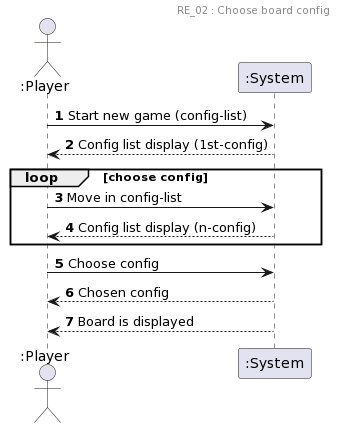 RE_02 : Choose board config
:Player
:System
1 Start new game (config-list)
2 Config list display (1st-config)
loop [choose config]
3 Move in config-list
4 Config list display (n-config)
5 Choose config
6 Chosen config
7 Board is displayed
:Player
:System